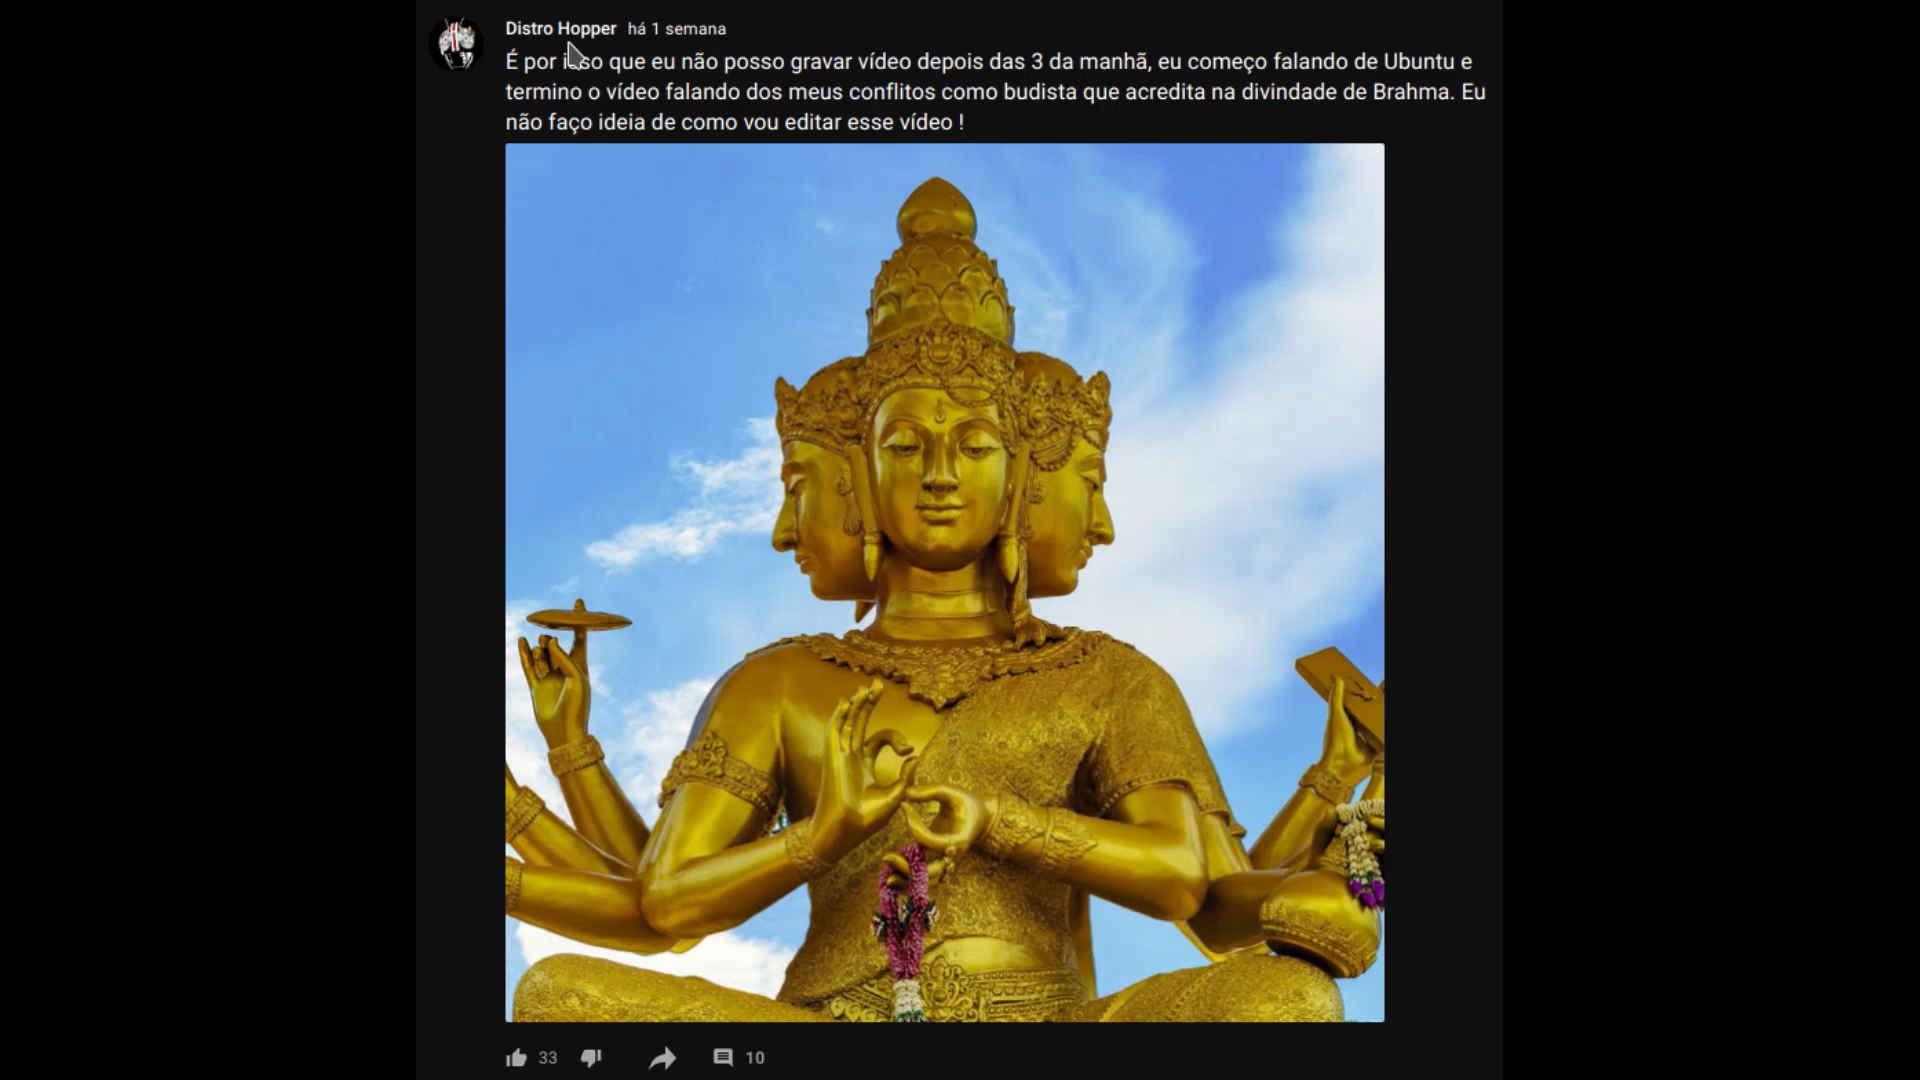 Distro Hopper há 1 semana
É por isso que eu não posso gravar vídeo depois das 3 da manhã, eu começo falando de Ubuntu e
termino o vídeo falando dos meus conflitos como budista que acredita na divindade de Brahma. Eu
não faço ideia de como vou editar esse vídeo !
33 10